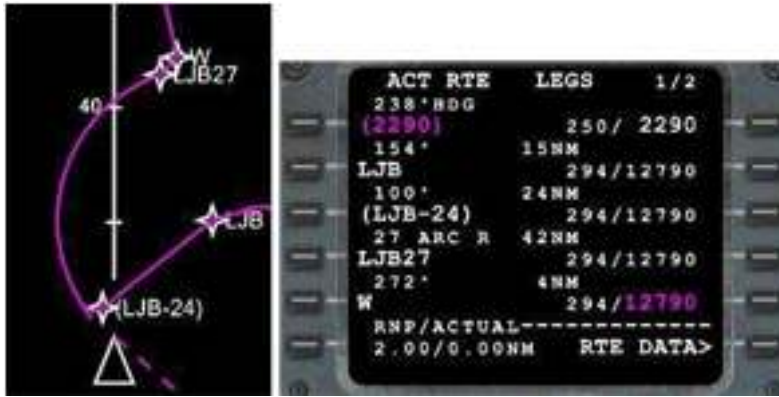 W
LJB27
40
LJB
(LJB-24)
ACT RTE LEGS 1/2
238°HDG
(2290) 250/ 2290
154° 15NM
LJB 294/12790
100° 24NM
(LJB-24) 294/12790
27 ARC R 42NM
LJB27 294/12790
272° 4NM
W 294/12790
RNP/ACTUAL-------------
2.00/0.00NM RTE DATA>